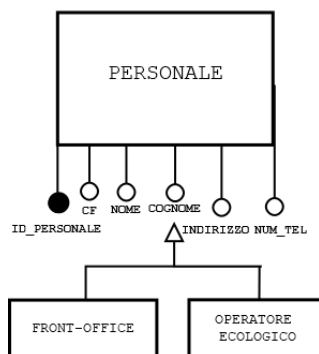 PERSONALE
CF NOME COGNOME
ID_PERSONALE INDIRIZZO NUM_TEL
FRONT-OFFICE
OPERATORE
ECOLOGICO